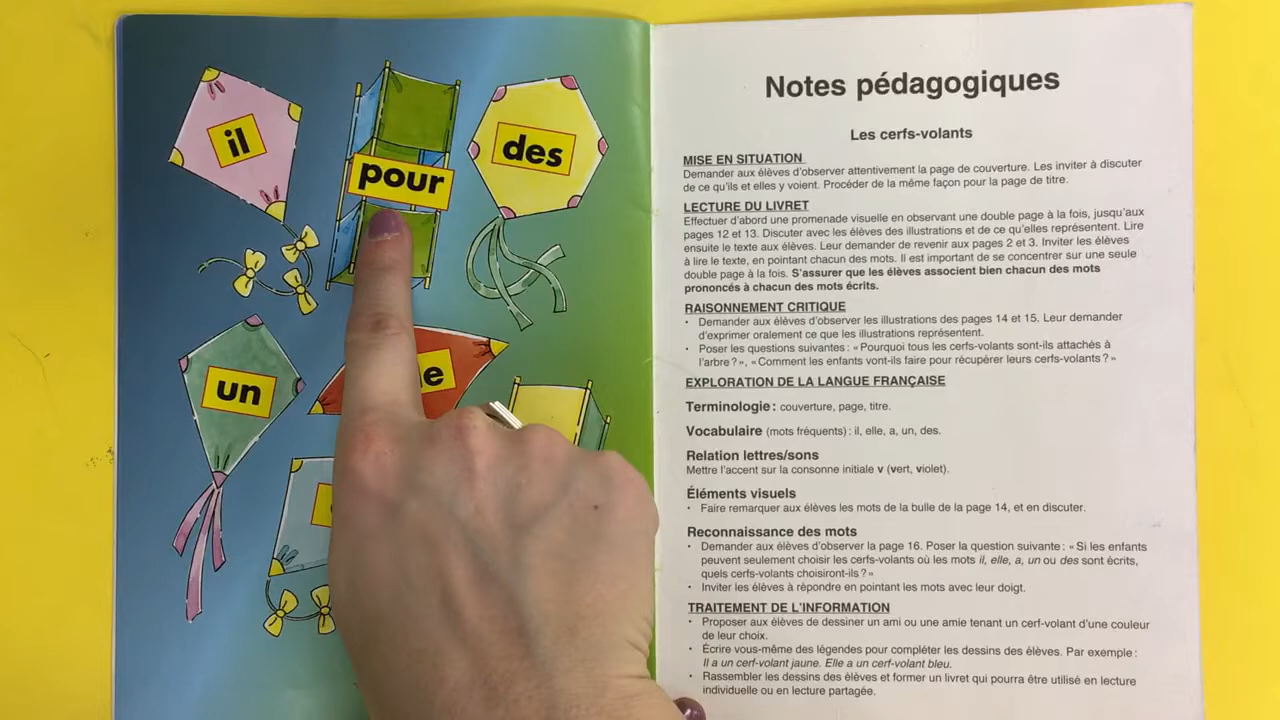 il
pour
des
un
Notes pédagogiques
Les cerfs-volants
MISE EN SITUATION
Demander aux élèves d'observer attentivement la page de couverture. Les inviter à discuter
de ce qu'ils et elles y voient. Procéder de la même façon pour la page de titre.
LECTURE DU LIVRET
Effectuer d'abord une promenade visuelle en observant une double page à la fois, jusqu'aux
pages 12 et 13. Discuter avec les élèves des illustrations et de ce qu'elles représentent. Lire
ensuite le texte aux élèves. Leur demander de revenir aux pages 2 et 3. Inviter les élèves
à lire le texte, en pointant chacun des mots. Il est important de se concentrer sur une seule
double page à la fois. S'assurer que les élèves associent bien chacun des mots
prononcés à chacun des mots écrits.
RAISONNEMENT CRITIQUE
• Demander aux élèves d'observer les illustrations des pages 14 et 15. Leur demander
d'exprimer oralement ce que les illustrations représentent.
• Poser les questions suivantes : « Pourquoi tous les cerfs-volants sont-ils attachés à
l'arbre ? », « Comment les enfants vont-ils faire pour récupérer leurs cerfs-volants ? »
EXPLORATION DE LA LANGUE FRANÇAISE
Terminologie : couverture, page, titre.
Vocabulaire (mots fréquents) : il, elle, a, un, des.
Relation lettres/sons
Mettre l'accent sur la consonne initiale v (vert, violet).
Éléments visuels
• Faire remarquer aux élèves les mots de la bulle de la page 14, et en discuter.
Reconnaissance des mots
• Demander aux élèves d'observer la page 16. Poser la question suivante : « Si les enfants
peuvent seulement choisir les cerfs-volants où les mots il, elle, a, un ou des sont écrits,
quels cerfs-volants choisiront-ils ? »
• Inviter les élèves à répondre en pointant les mots avec leur doigt.
TRAITEMENT DE L'INFORMATION
• Proposer aux élèves de dessiner un ami ou une amie tenant un cerf-volant d'une couleur
de leur choix.
• Écrire vous-même des légendes pour compléter les dessins des élèves. Par exemple :
Il a un cerf-volant jaune. Elle a un cerf-volant bleu.
• Rassembler les dessins des élèves et former un livret qui pourra être utilisé en lecture
individuelle ou en lecture partagée.